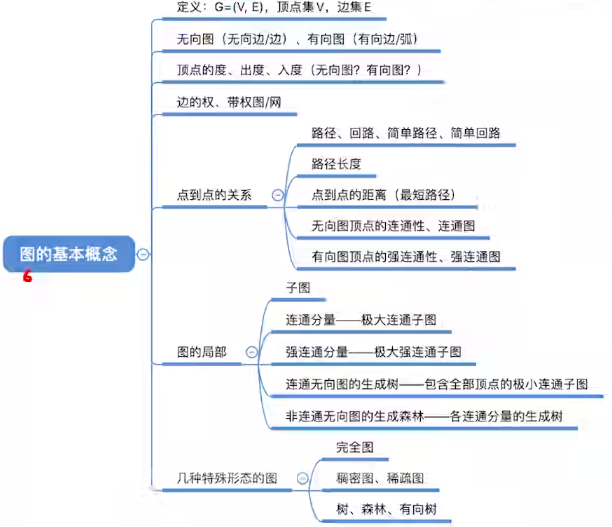 定义：G=(V, E)，顶点集V，边集E
无向图（无向边/边）、有向图（有向边/弧）
顶点的度、出度、入度（无向图？有向图？）
边的权、带权图/网
点到点的关系
路径、回路、简单路径、简单回路
路径长度
点到点的距离（最短路径）
无向图顶点的连通性、连通图
有向图顶点的强连通性、强连通图
图的基本概念
6
图的局部
子图
连通分量——极大连通子图
强连通分量——极大强连通子图
连通无向图的生成树——包含全部顶点的极小连通子图
非连通无向图的生成森林——各连通分量的生成树
几种特殊形态的图
完全图
稠密图、稀疏图
树、森林、有向树